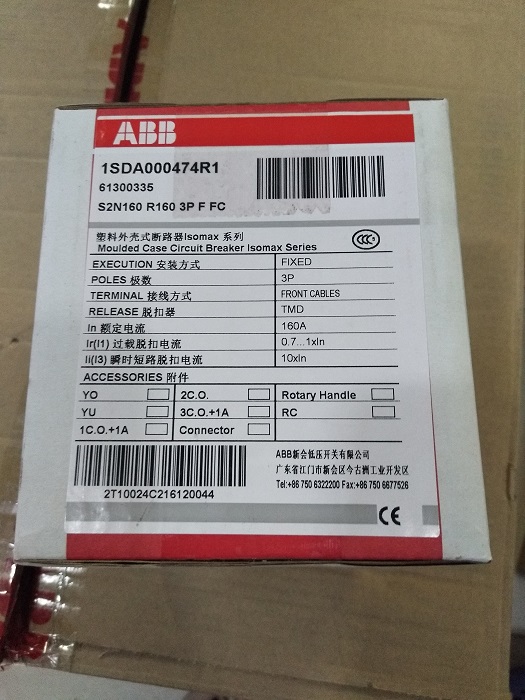 ABB
1SDA000474R1
61300335
S2N160 R160 3P F FC
塑料外壳式断路器Isomax 系列
Moulded Case Circuit Breaker Isomax Series
CCC
EXECUTION 安装方式 FIXED
POLES 极数 3P
TERMINAL 接线方式 FRONT CABLES
RELEASE 脱扣器 TMD
In 额定电流 160A
Ir(I1) 过载脱扣电流 0.7...1xIn
Ii(I3) 瞬时短路脱扣电流 10xIn
ACCESSORIES 附件
YO 2C.O. Rotary Handle
YU 3C.O.+1A RC
1C.O.+1A Connector
ABB新会低压开关有限公司
广东省江门市新会区今古洲工业开发区
Tel:+86 750 6322200 Fax:+86 750 6677526
2T10024C216120044
CE